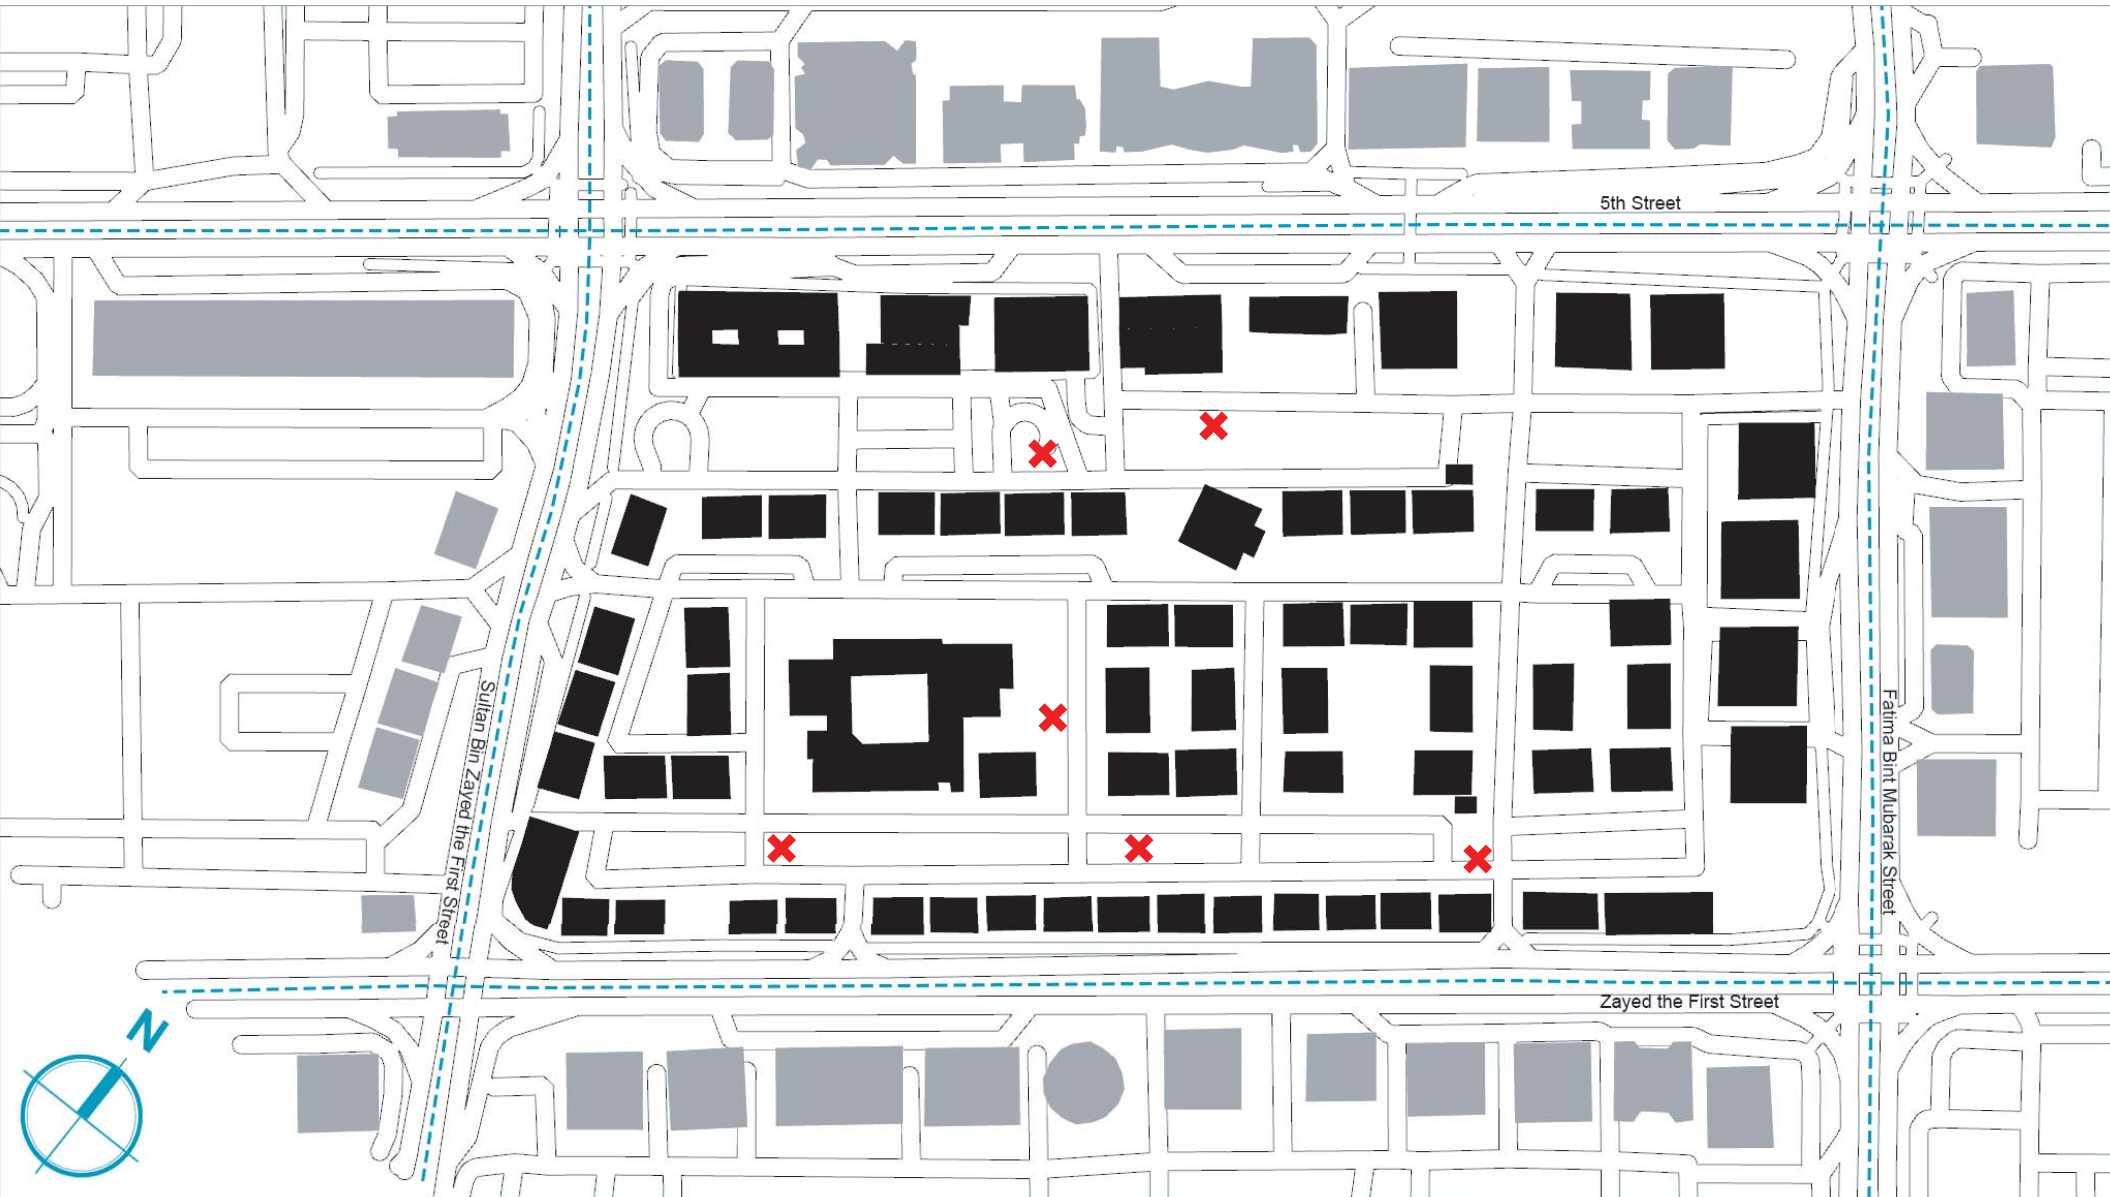 5th Street
Sultan Bin Zayed the First Street
Fatima Bint Mubarak Street
Zayed the First Street
N